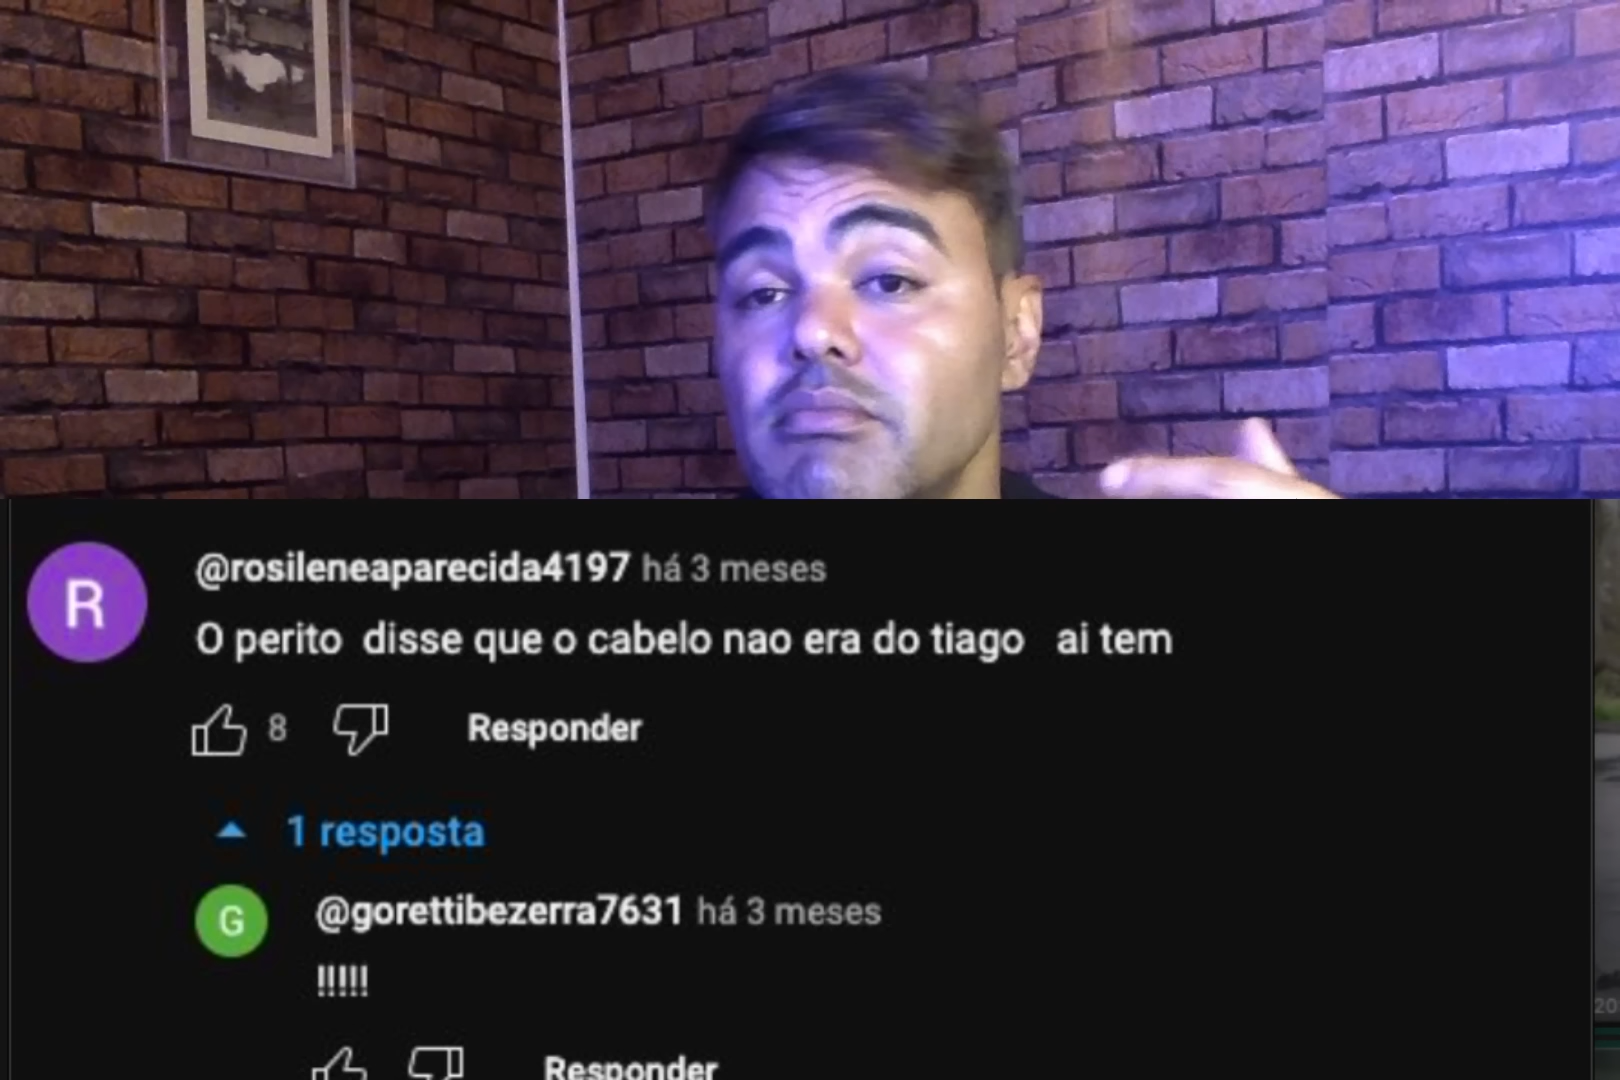 R
@rosileneaparecida4197 há 3 meses
O perito disse que o cabelo nao era do tiago ai tem
8 Responder
1 resposta
G
@gorettibezerra7631 há 3 meses
!!!!!
Responder
20